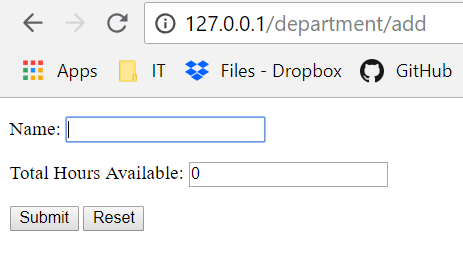 127.0.0.1/department/add
Apps IT Files - Dropbox GitHub
Name:
Total Hours Available: 0
Submit Reset